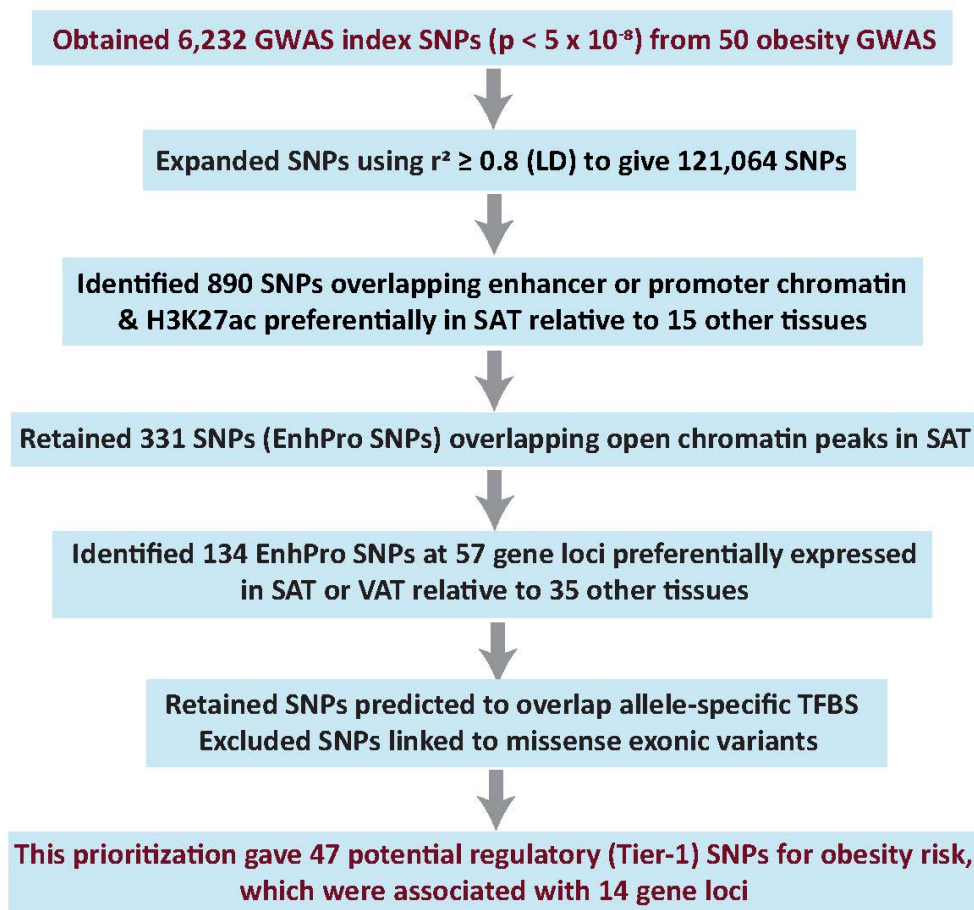 Obtained 6,232 GWAS index SNPs (p < 5 x 10⁻⁸) from 50 obesity GWAS
Expanded SNPs using r² ≥ 0.8 (LD) to give 121,064 SNPs
Identified 890 SNPs overlapping enhancer or promoter chromatin
& H3K27ac preferentially in SAT relative to 15 other tissues
Retained 331 SNPs (EnhPro SNPs) overlapping open chromatin peaks in SAT
Identified 134 EnhPro SNPs at 57 gene loci preferentially expressed
in SAT or VAT relative to 35 other tissues
Retained SNPs predicted to overlap allele-specific TFBS
Excluded SNPs linked to missense exonic variants
This prioritization gave 47 potential regulatory (Tier-1) SNPs for obesity risk,
which were associated with 14 gene loci